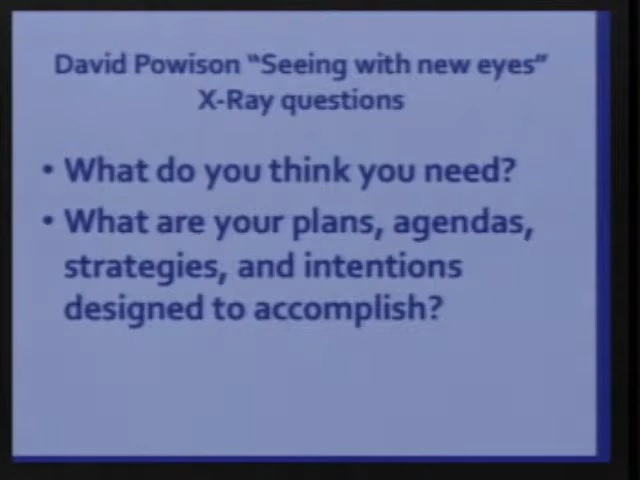 David Powison "Seeing with new eyes"
X-Ray questions
• What do you think you need?
• What are your plans, agendas,
strategies, and intentions
designed to accomplish?